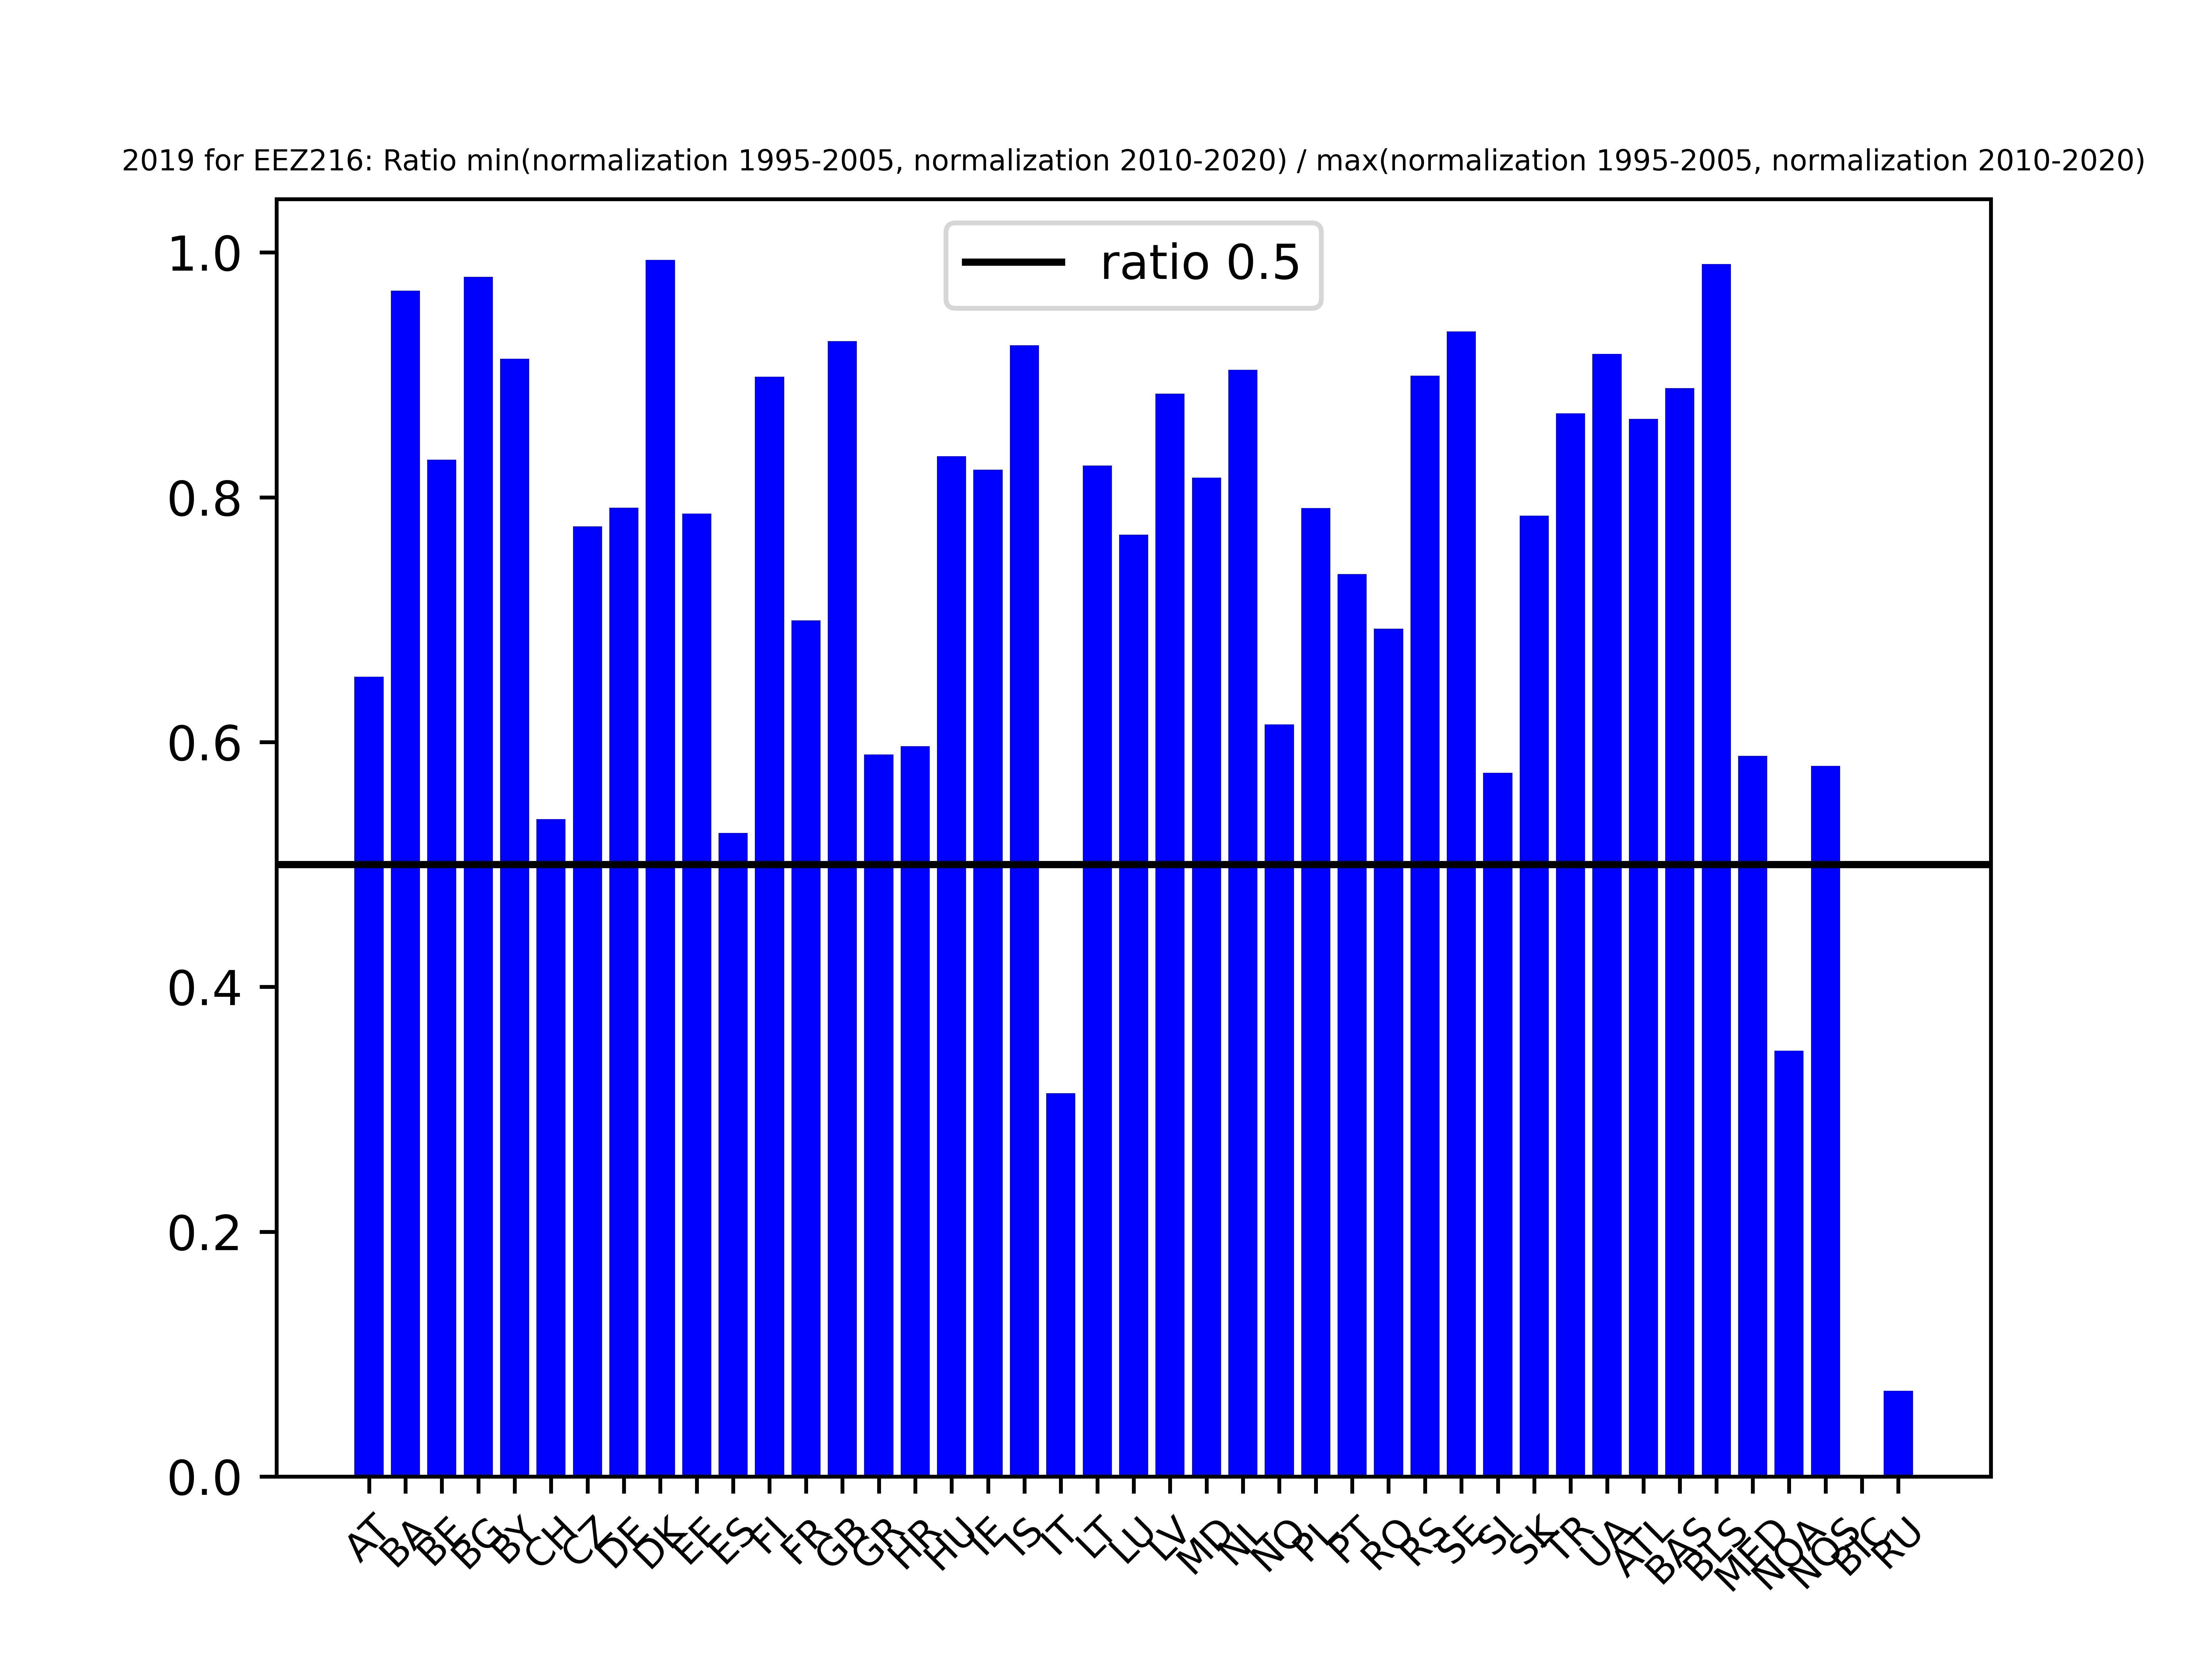 2019 for EEZ216: Ratio min(normalization 1995-2005, normalization 2010-2020) / max(normalization 1995-2005, normalization 2010-2020)
ratio 0.5
1.0
0.8
0.6
0.4
0.2
0.0
AT BA BE BG BY CH CZ DE DK EE ES FI FR GB GR HR HU IE IS IT LT LU LV MD NL NO PL PT RO RS SE SI SK TR UA ATL BAS BLS MED NOA NOS BIC RU